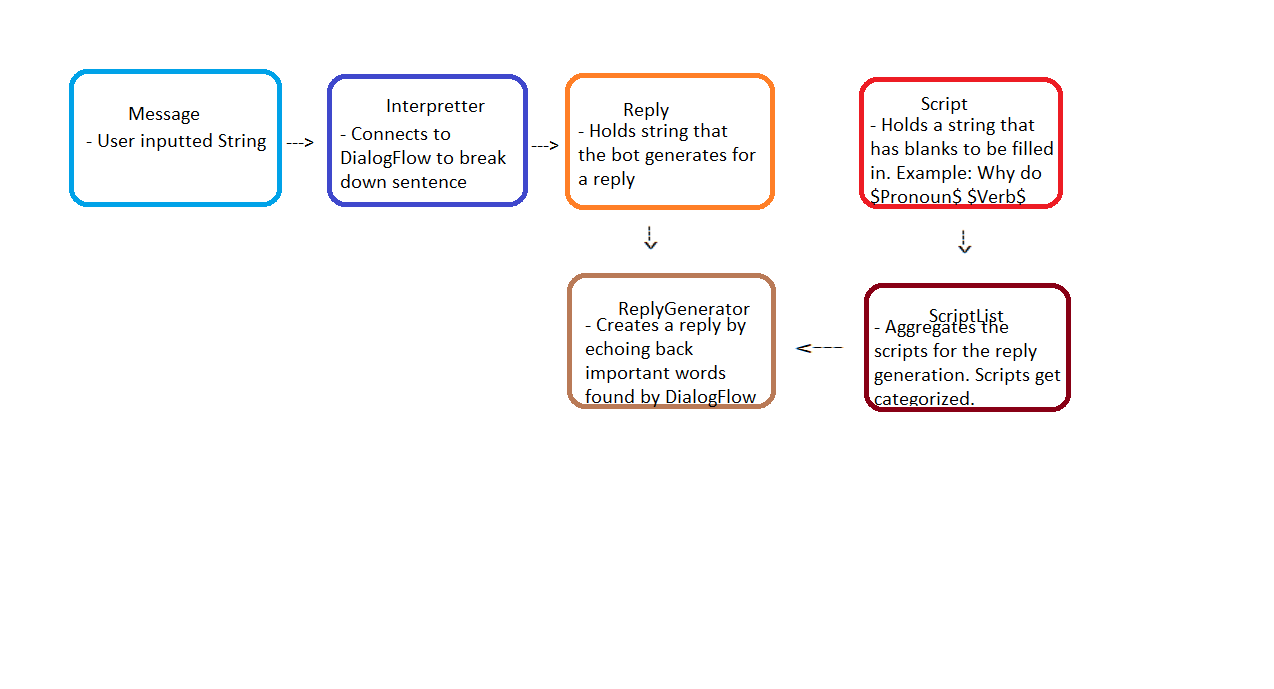 Message
- User inputted String
--->
Interpretter
- Connects to
DialogFlow to break
down sentence
--->
Reply
- Holds string that
the bot generates for
a reply
Script
- Holds a string that
has blanks to be filled
in. Example: Why do
$Pronoun$ $Verb$
--->
--->
ReplyGenerator
- Creates a reply by
echoing back
important words
found by DialogFlow
<---
ScriptList
- Aggregates the
scripts for the reply
generation. Scripts get
categorized.